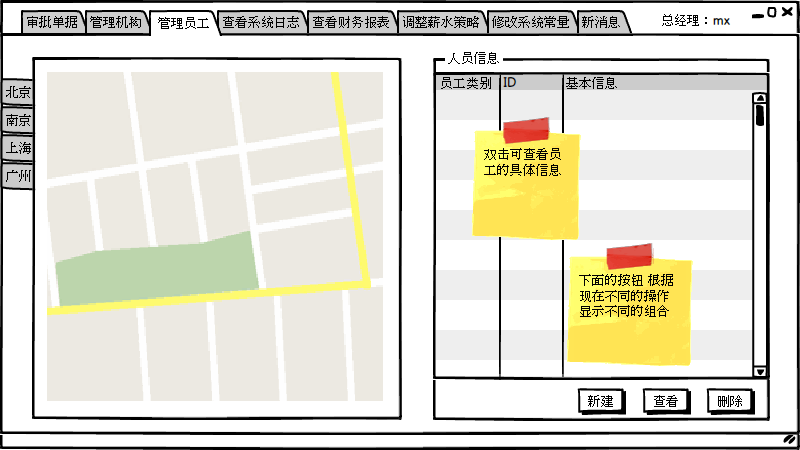 审批单据 管理机构 管理员工 查看系统日志 查看财务报表 调整薪水策略 修改系统常量 新消息 总经理：mx
人员信息
员工类别 ID 基本信息
北京
南京
上海
广州
双击可查看员
工的具体信息
下面的按钮 根据
现在不同的操作
显示不同的组合
新建 查看 删除